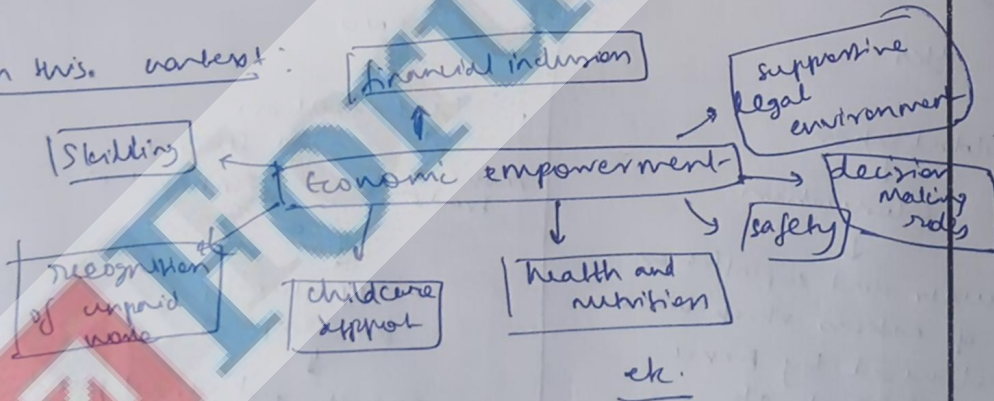 n this. context:
financial inclusion
supportive
legal
environment
Skilling
Economic empowerment
decision
making
roles
safety
recognition
of unpaid
work
childcare
support
health and
nutrition
etc.
FORU